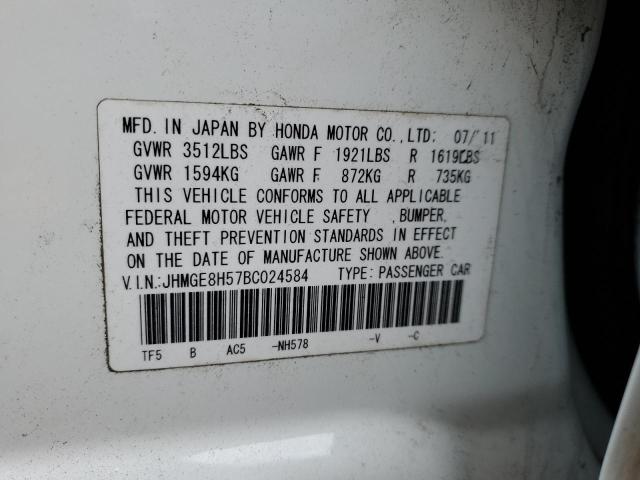 MFD. IN JAPAN BY HONDA MOTOR CO., LTD: 07/'11
GVWR 3512LBS GAWR F 1921LBS R 1619LBS
GVWR 1594KG GAWR F 872KG R 735KG
THIS VEHICLE CONFORMS TO ALL APPLICABLE
FEDERAL MOTOR VEHICLE SAFETY , BUMPER,
AND THEFT PREVENTION STANDARDS IN EFFECT
ON THE DATE OF MANUFACTURE SHOWN ABOVE.
V.I.N.:JHMGE8H57BC024584 TYPE: PASSENGER CAR
TF5 B AC5 -NH578 -V -C